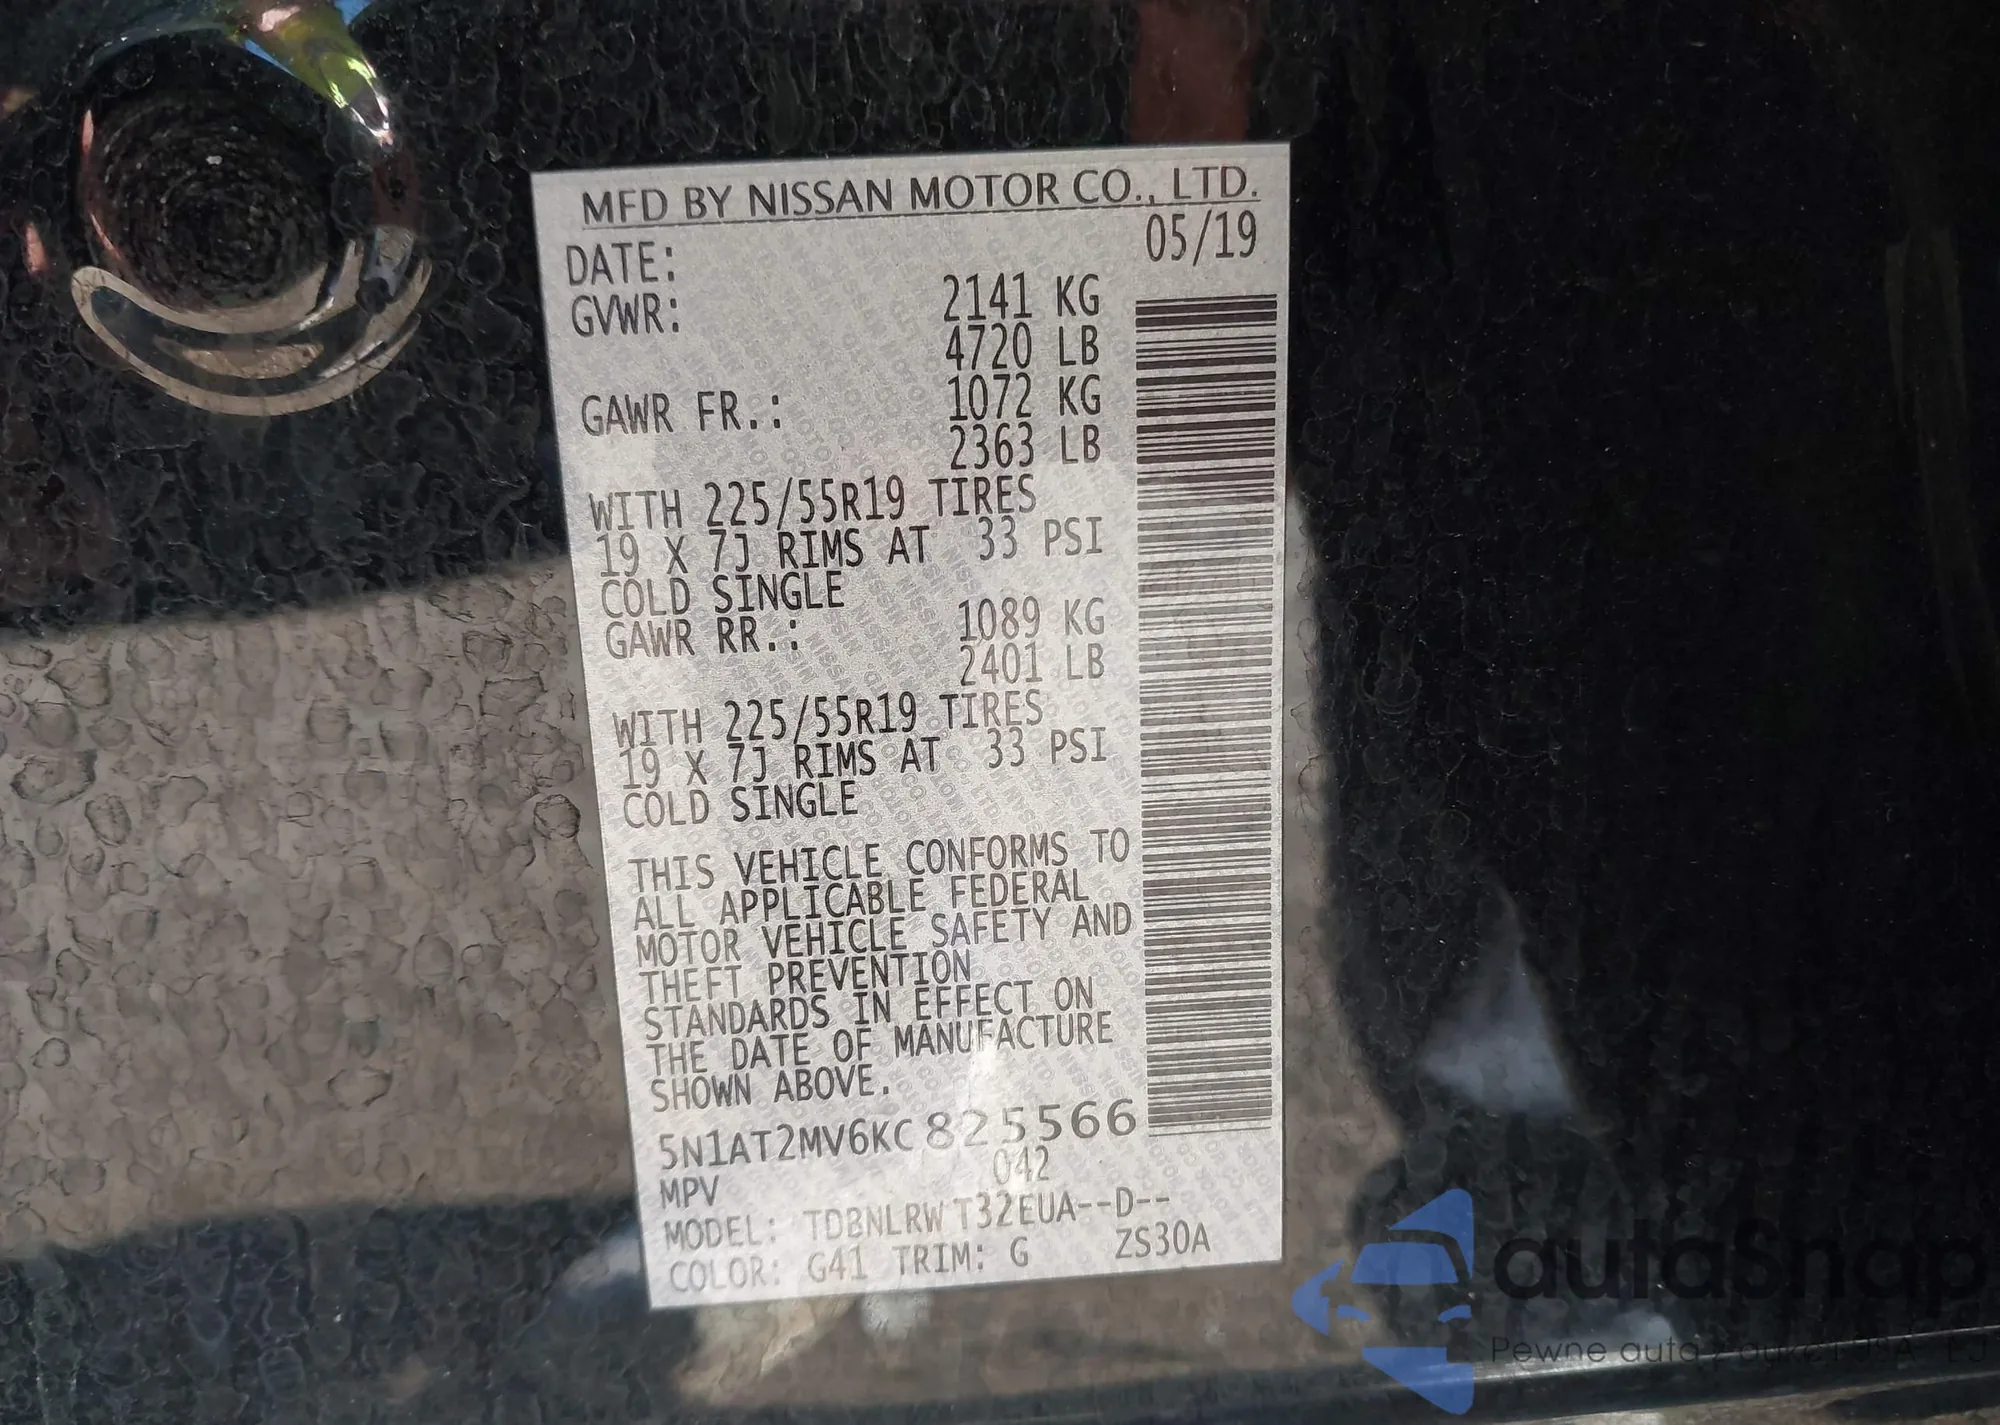 MFD BY NISSAN MOTOR CO., LTD.
DATE: 05/19
GVWR: 2141 KG
4720 LB
GAWR FR.: 1072 KG
2363 LB
WITH 225/55R19 TIRES
19 X 7J RIMS AT 33 PSI
COLD SINGLE
GAWR RR.: 1089 KG
2401 LB
WITH 225/55R19 TIRES
19 X 7J RIMS AT 33 PSI
COLD SINGLE
THIS VEHICLE CONFORMS TO
ALL APPLICABLE FEDERAL
MOTOR VEHICLE SAFETY AND
THEFT PREVENTION
STANDARDS IN EFFECT ON
THE DATE OF MANUFACTURE
SHOWN ABOVE.
5N1AT2MV6KC825566
MPV 042
MODEL: TDBNLRWT32EUA--D--
COLOR: G41 TRIM: G ZS30A
autaSnap
Pewne auta z